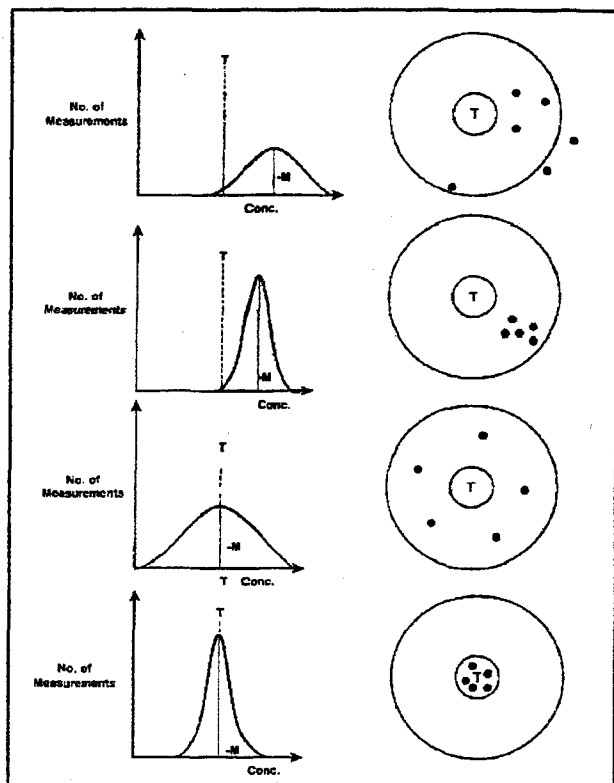 T
No. of
Measurements
T
-M
Conc.
T
No. of
Measurements
T
-M
Conc.
T
No. of
Measurements
T
-M
T Conc.
T
No. of
Measurements
T
-M
Conc.